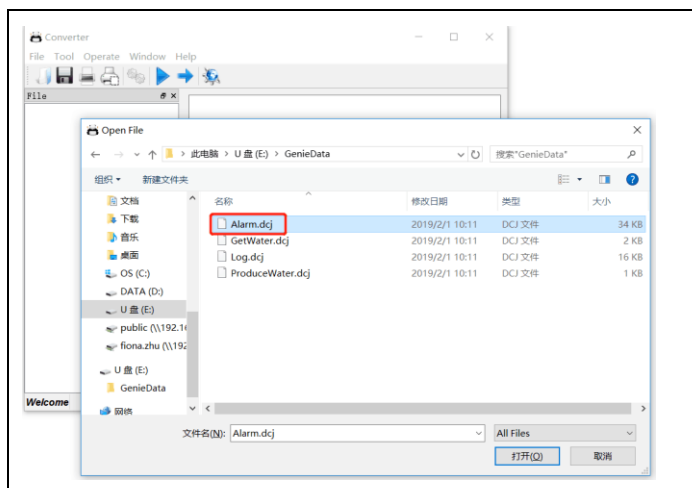 Converter
File Tool Operate Window Help
File
Open File
此电脑 > U 盘 (E:) > GenieData
搜索"GenieData"
组织 新建文件夹
名称 修改日期 类型 大小
文档
下载
音乐
桌面
OS (C:)
DATA (D:)
U 盘 (E:)
public (\\192.16
fiona.zhu (\\192
U 盘 (E:)
GenieData
网络
Alarm.dcj 2019/2/1 10:11 DCJ 文件 34 KB
GetWater.dcj 2019/2/1 10:11 DCJ 文件 2 KB
Log.dcj 2019/2/1 10:11 DCJ 文件 16 KB
ProduceWater.dcj 2019/2/1 10:11 DCJ 文件 1 KB
Welcome
文件名(N): Alarm.dcj All Files
打开(O) 取消